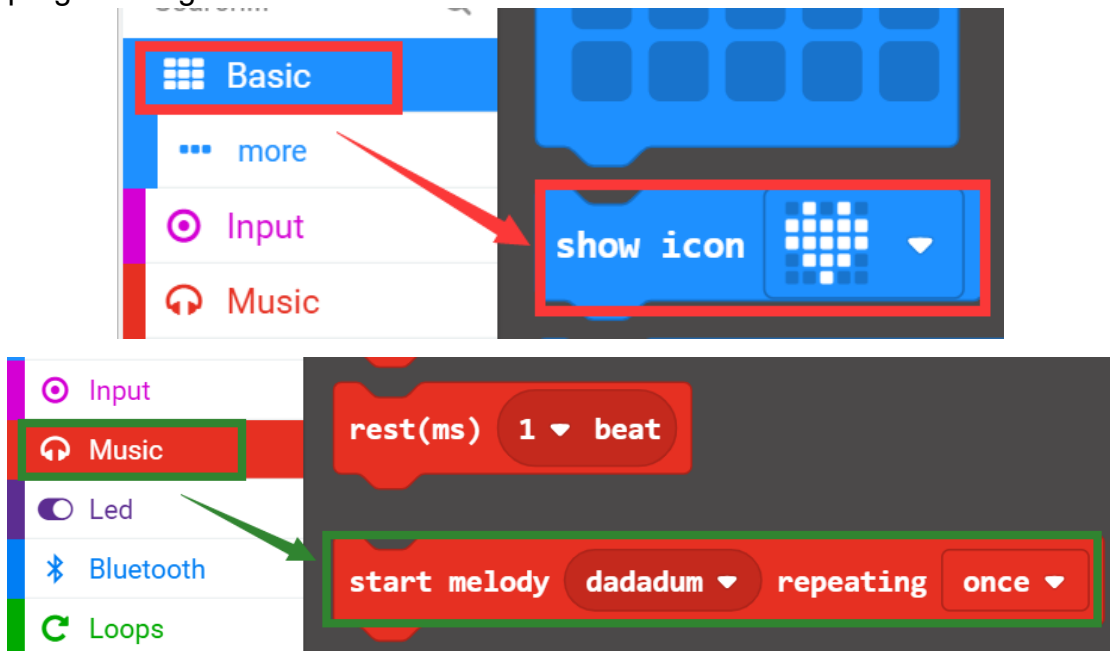 Basic
more
Input
show icon
Music
Input
rest(ms) 1 beat
Music
Led
Bluetooth
start melody dadadum repeating once
Loops